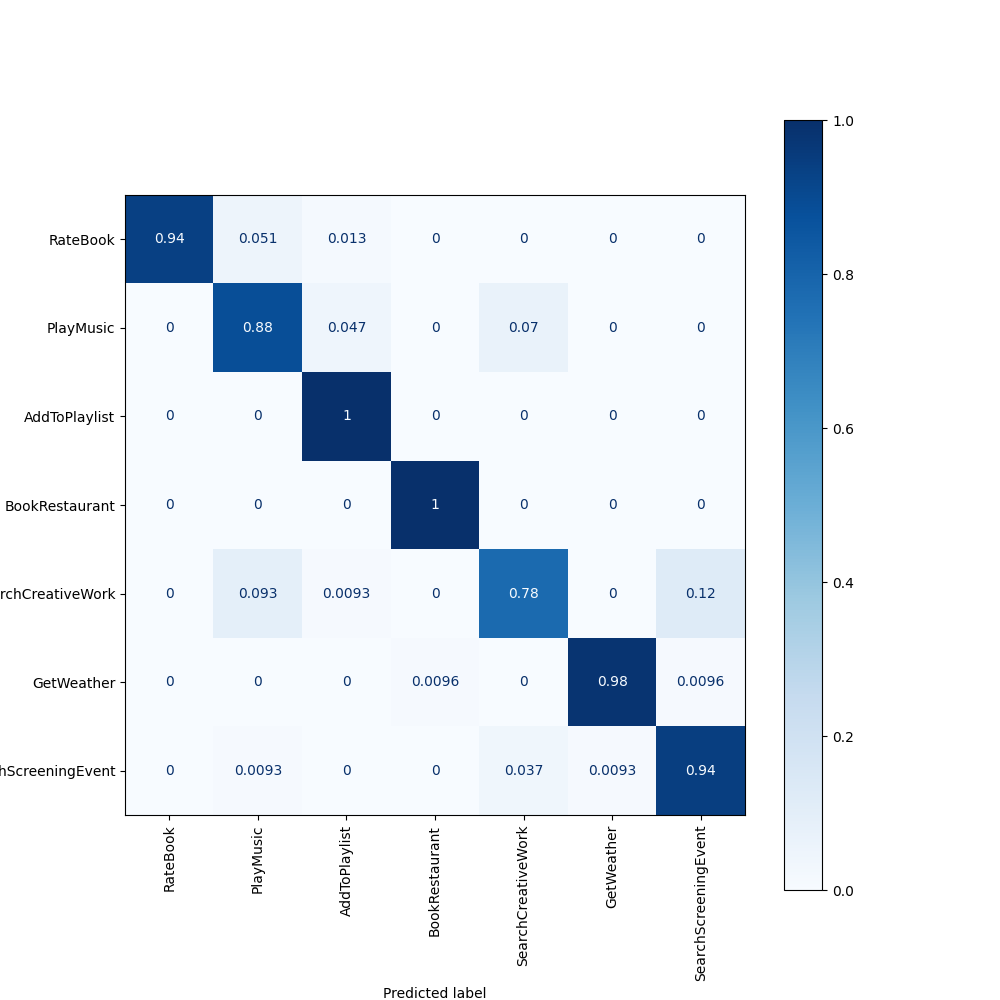 1.0
RateBook 0.94 0.051 0.013 0 0 0 0
0.8
PlayMusic 0 0.88 0.047 0 0.07 0 0
AddToPlaylist 0 0 1 0 0 0 0
0.6
BookRestaurant 0 0 0 1 0 0 0
0.4
rchCreativeWork 0 0.093 0.0093 0 0.78 0 0.12
GetWeather 0 0 0 0.0096 0 0.98 0.0096
0.2
hScreeningEvent 0 0.0093 0 0 0.037 0.0093 0.94
0.0
RateBook PlayMusic AddToPlaylist BookRestaurant SearchCreativeWork GetWeather SearchScreeningEvent
Predicted label